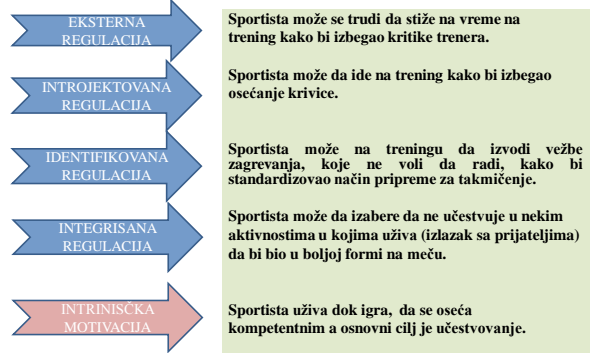 EKSTERNA
REGULACIJA
Sportista može se trudi da stiže na vreme na
trening kako bi izbegao kritike trenera.
INTROJEKTOVANA
REGULACIJA
Sportista može da ide na trening kako bi izbegao
osećanje krivice.
IDENTIFIKOVANA
REGULACIJA
Sportista može na treningu da izvodi vežbe
zagrevanja, koje ne voli da radi, kako bi
standardizovao način pripreme za takmičenje.
INTEGRISANA
REGULACIJA
Sportista može da izabere da ne učestvuje u nekim
aktivnostima u kojima uživa (izlazak sa prijateljima)
da bi bio u boljoj formi na meču.
INTRINISČKA
MOTIVACIJA
Sportista uživa dok igra, da se oseća
kompetentnim a osnovni cilj je učestvovanje.